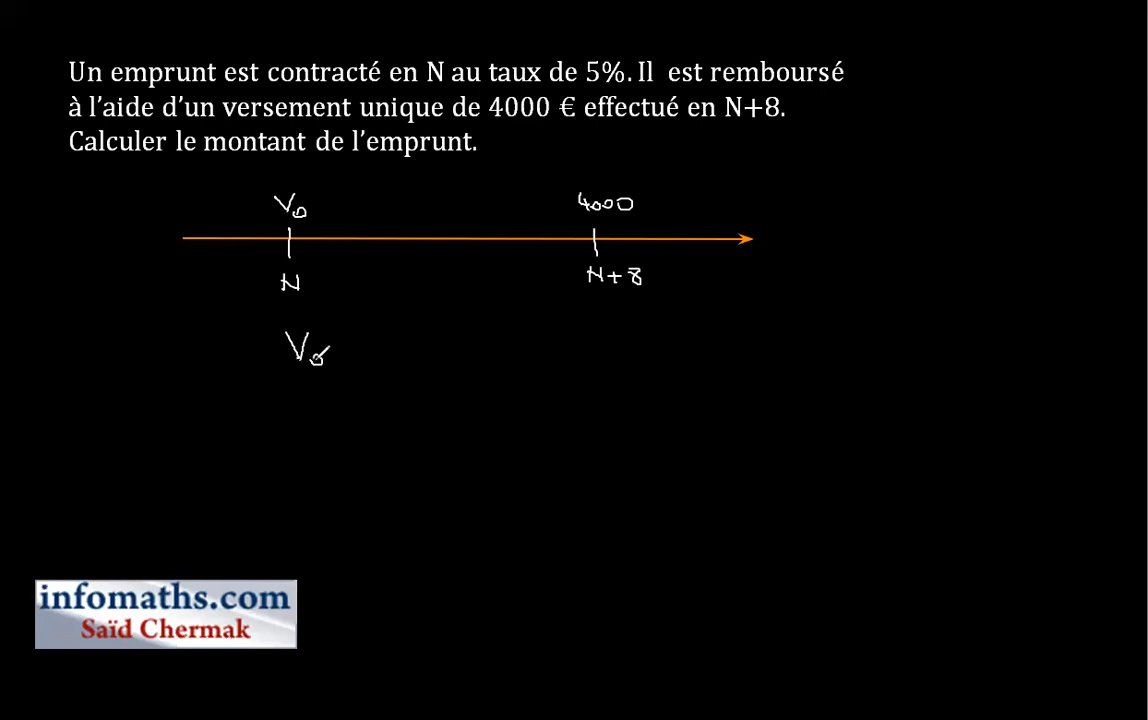 Un emprunt est contracté en N au taux de 5%. Il est remboursé
à l’aide d’un versement unique de 4000 € effectué en N+8.
Calculer le montant de l’emprunt.
V0 4000
N N+8
V0
infomaths.com
Saïd Chermak